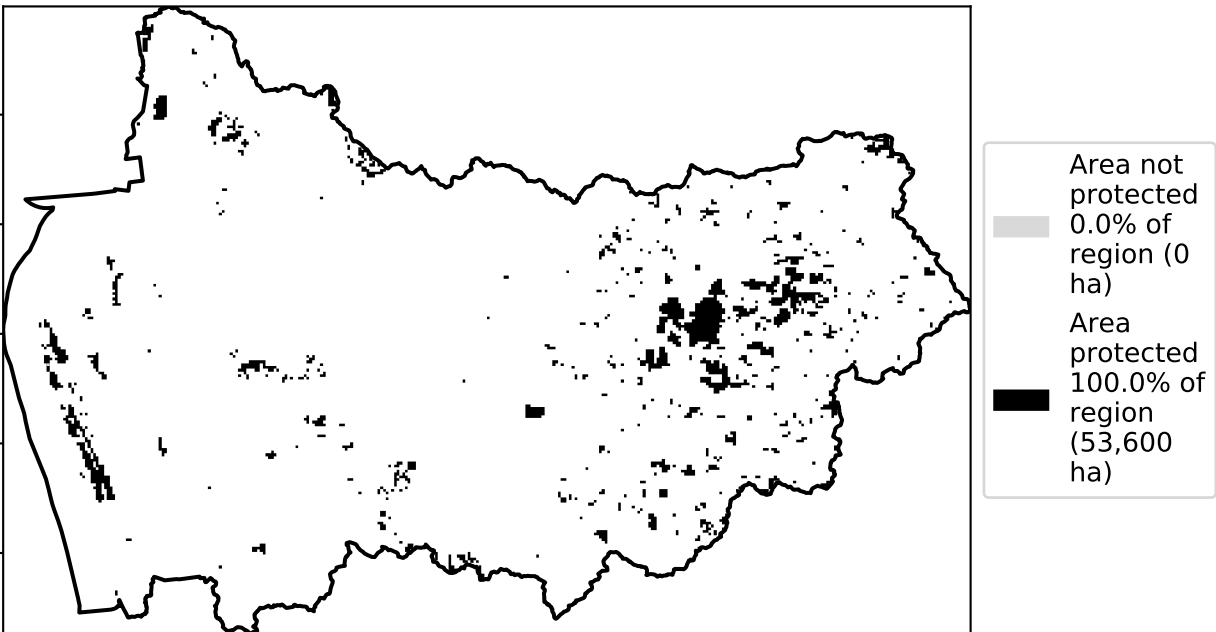 Area not
protected
0.0% of
region (0
ha)
Area
protected
100.0% of
region
(53,600
ha)